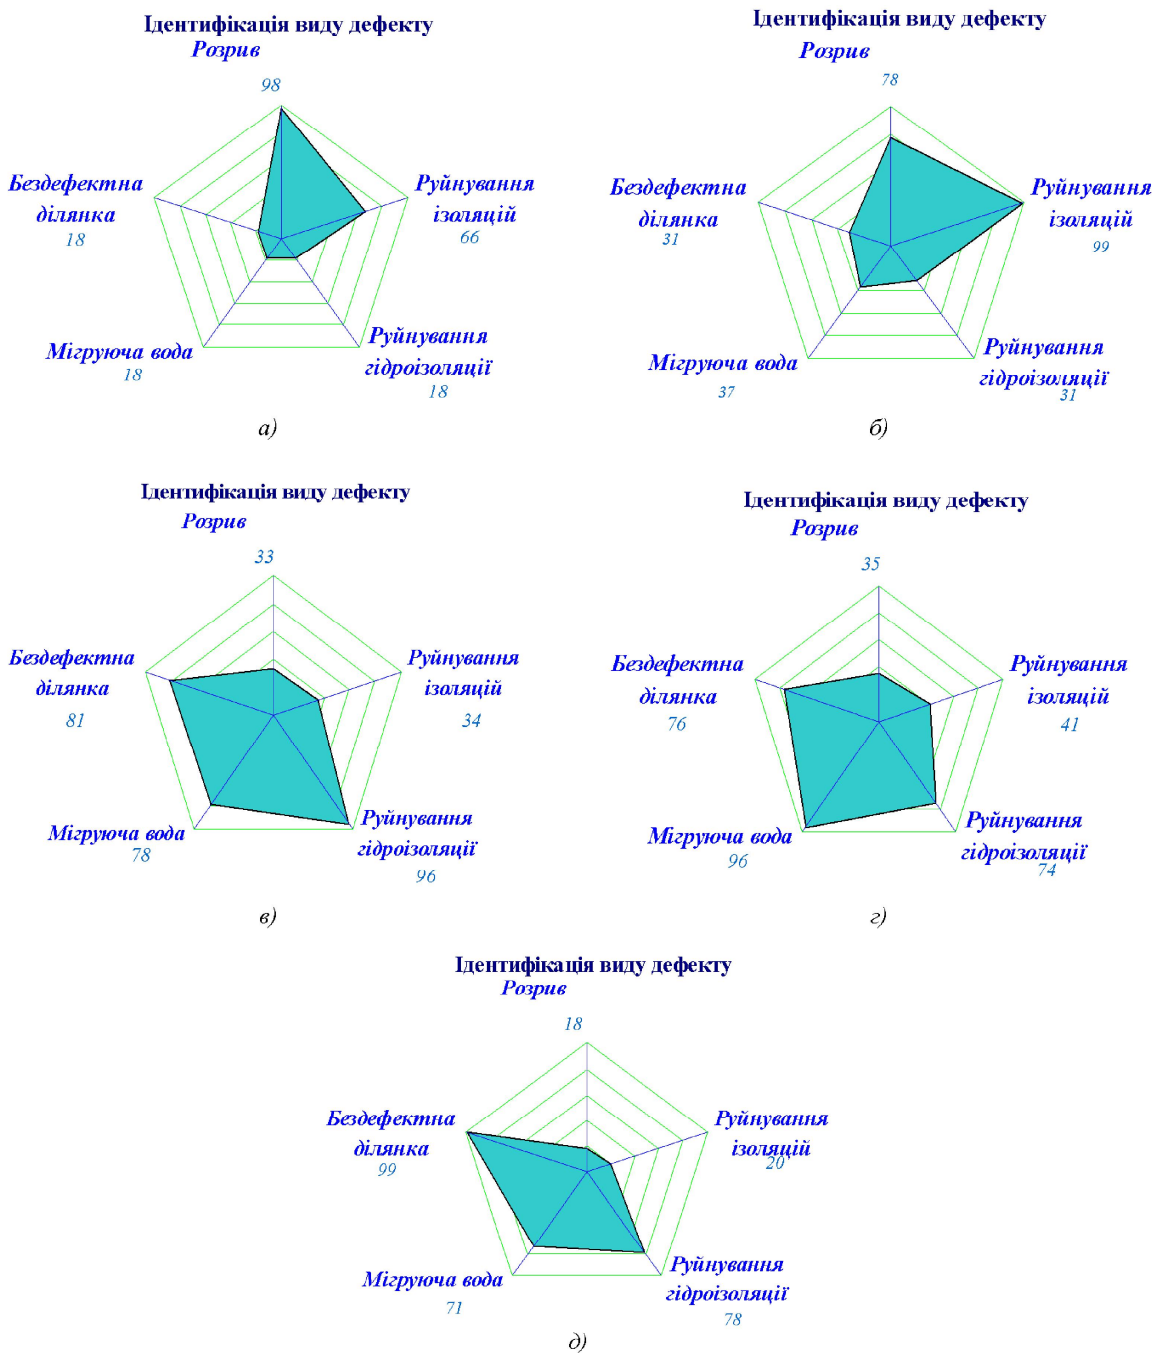 Ідентифікація виду дефекту
Розрив
98
Бездефектна
ділянка
18
Руйнування
ізоляцій
66
Мігруюча вода
18
Руйнування
гідроізоляції
18
а)
Ідентифікація виду дефекту
Розрив
78
Бездефектна
ділянка
31
Руйнування
ізоляцій
99
Мігруюча вода
37
Руйнування
гідроізоляції
31
б)
Ідентифікація виду дефекту
Розрив
33
Бездефектна
ділянка
81
Руйнування
ізоляцій
34
Мігруюча вода
78
Руйнування
гідроізоляції
96
в)
Ідентифікація виду дефекту
Розрив
35
Бездефектна
ділянка
76
Руйнування
ізоляцій
41
Мігруюча вода
96
Руйнування
гідроізоляції
74
г)
Ідентифікація виду дефекту
Розрив
18
Бездефектна
ділянка
99
Руйнування
ізоляцій
20
Мігруюча вода
71
Руйнування
гідроізоляції
78
д)